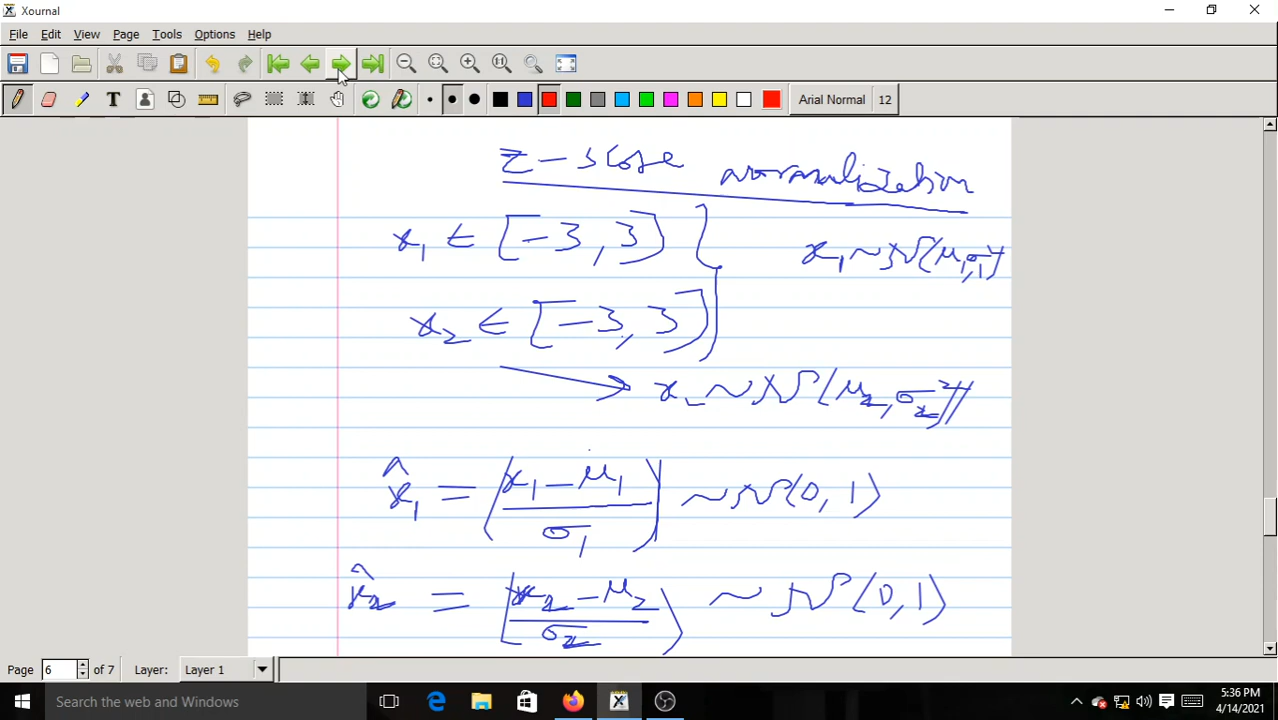 Xournal
File Edit View Page Tools Options Help
Arial Normal 12
z-score normalization
x₁ ∈ [-3, 3]
x₁ ~ N(μ₁, σ₁²)
x₂ ∈ [-3, 3]
x₂ ~ N(μ₂, σ₂²)
x̂₁ = (x₁ - μ₁ / σ₁) ~ N(0, 1)
x̂₂ = (x₂ - μ₂ / σ₂) ~ N(0, 1)
Page 6 of 7 Layer: Layer 1
Search the web and Windows
5:36 PM
4/14/2021